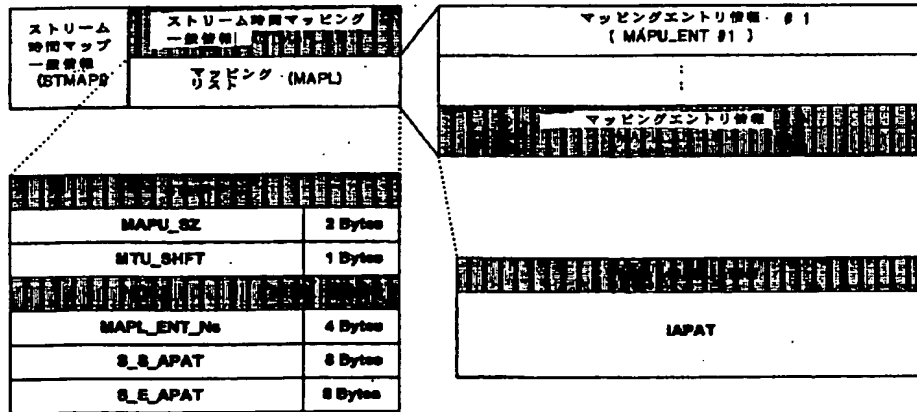 ストリーム
時間マップ
一般情報
(STMAPI)
ストリーム時間マッピング
一般情報
マッピング
リスト (MAPL)
マッピングエントリ情報 #1
( MAPU_ENT #1 )
マッピングエントリ情報
MAPU_SZ 2 Bytes
MTU_SHFT 1 Bytes
MAPL_ENT_Ns 4 Bytes
S_S_APAT 8 Bytes
S_E_APAT 8 Bytes
IAPAT